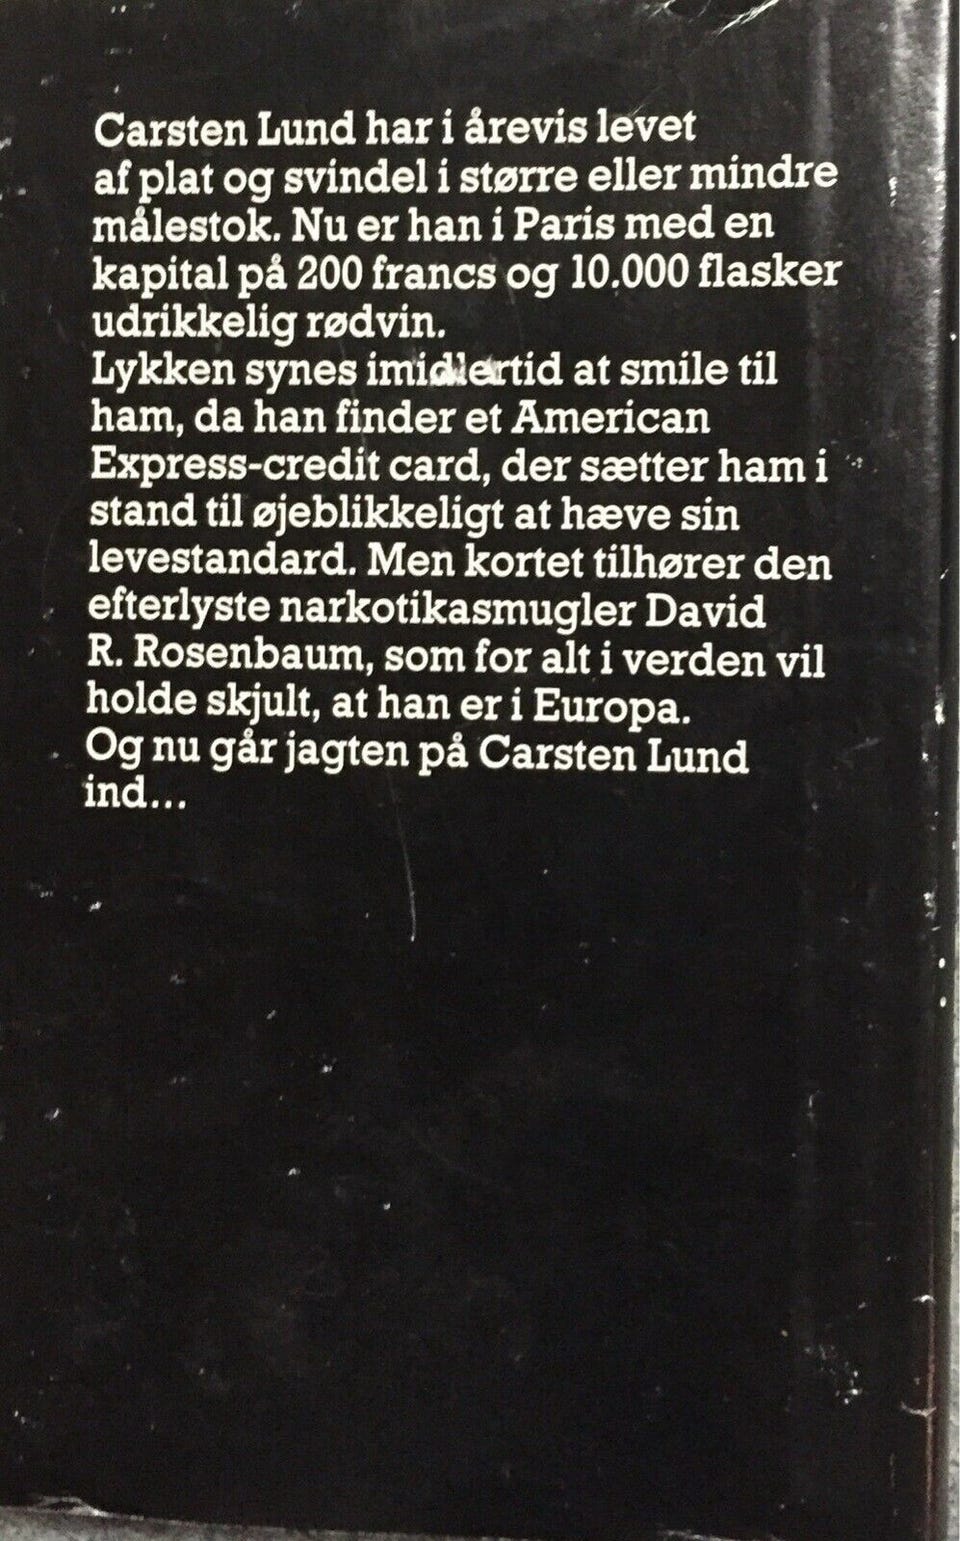 Carsten Lund har i årevis levet
af plat og svindel i større eller mindre
målestok. Nu er han i Paris med en
kapital på 200 francs og 10.000 flasker
udrikkelig rødvin.
Lykken synes imidlertid at smile til
ham, da han finder et American
Express-credit card, der sætter ham i
stand til øjeblikkeligt at hæve sin
levestandard. Men kortet tilhører den
efterlyste narkotikasmugler David
R. Rosenbaum, som for alt i verden vil
holde skjult, at han er i Europa.
Og nu går jagten på Carsten Lund
ind...